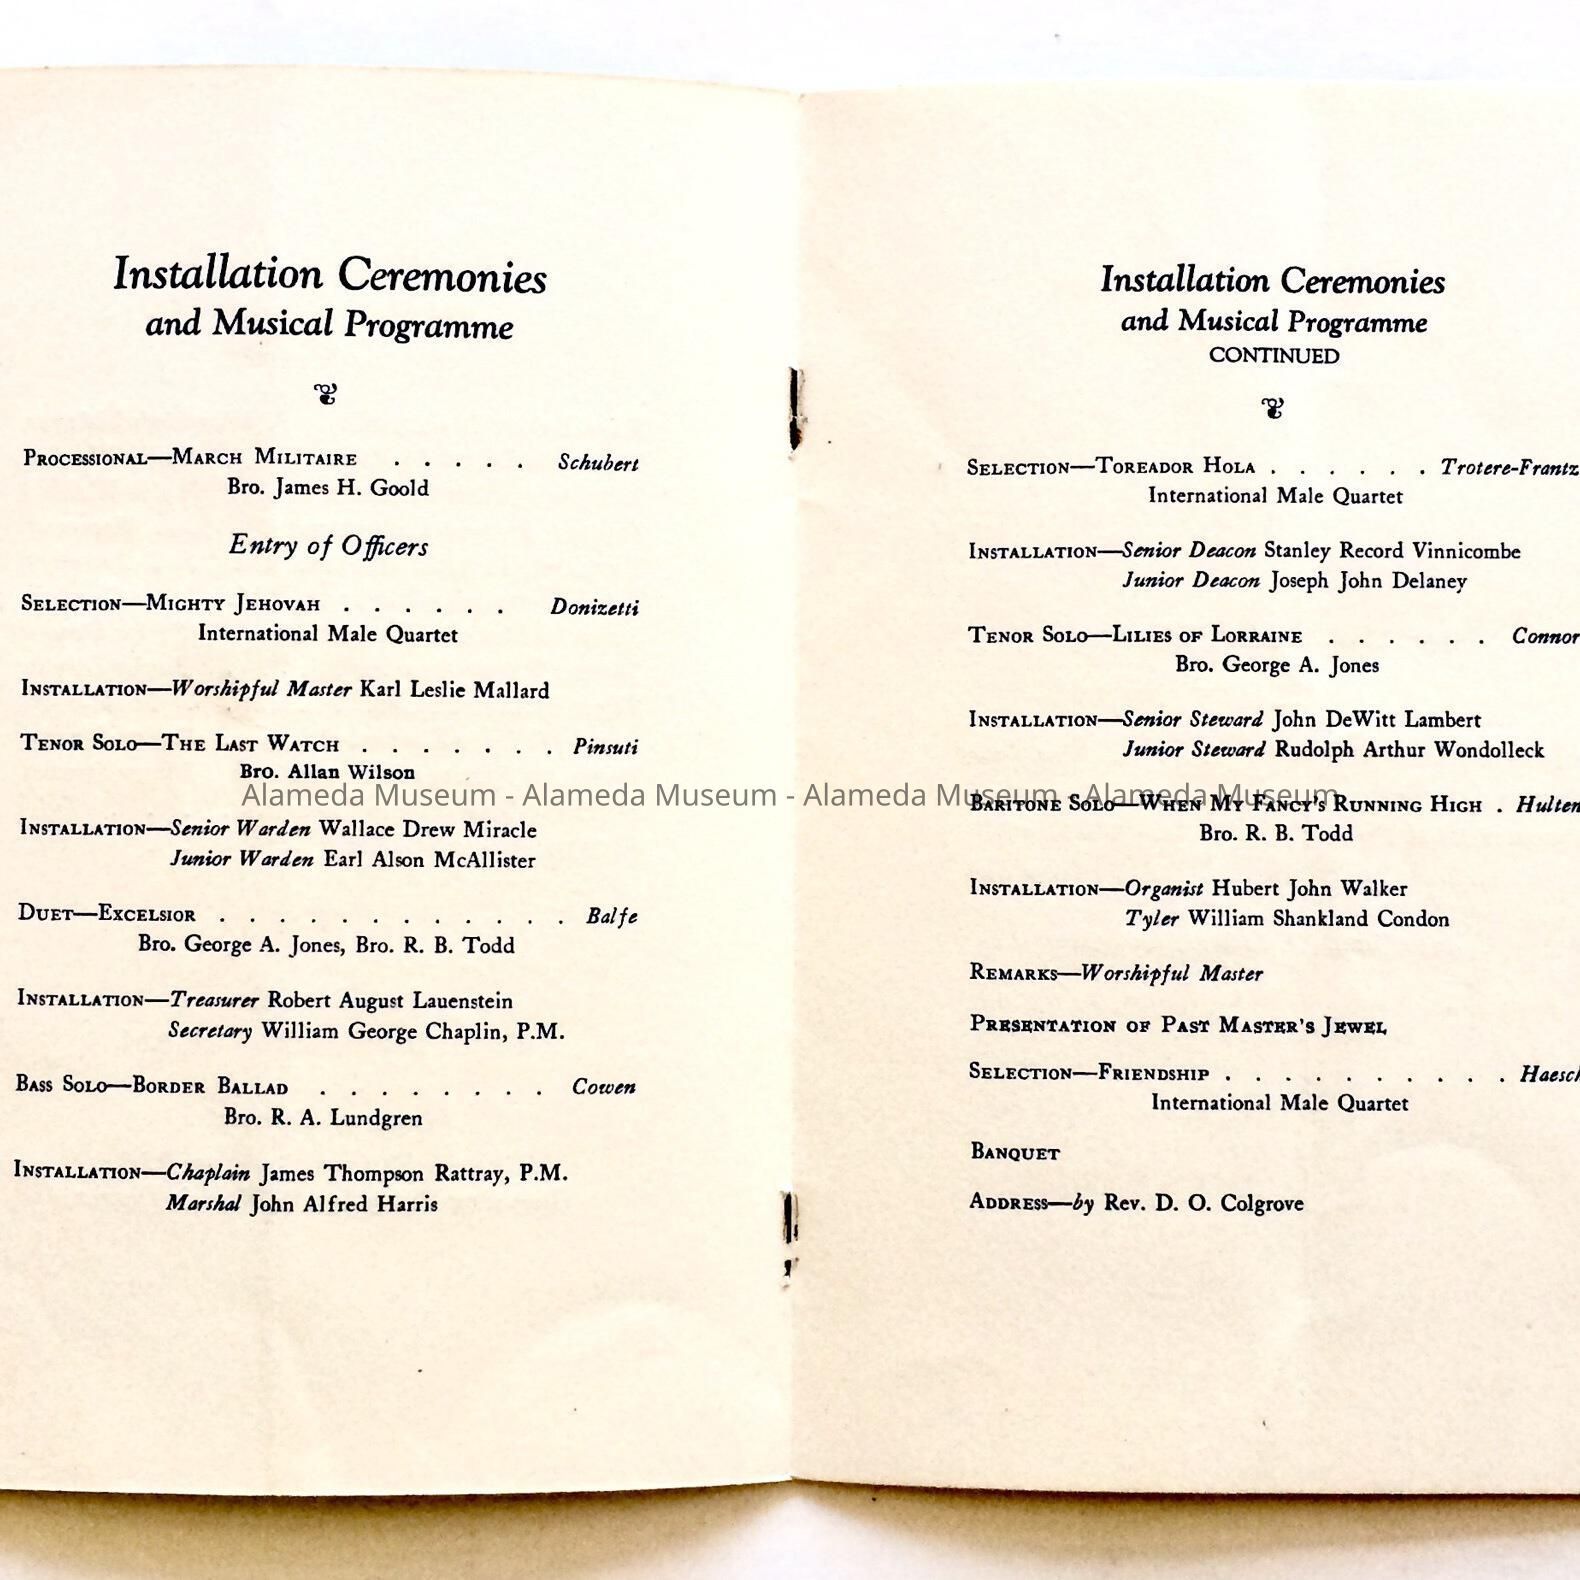 Installation Ceremonies
and Musical Programme
PROCESSIONAL—MARCH MILITAIRE . . . . . Schubert
Bro. James H. Goold
Entry of Officers
SELECTION—MIGHTY JEHOVAH . . . . . . Donizetti
International Male Quartet
INSTALLATION—Worshipful Master Karl Leslie Mallard
TENOR SOLO—THE LAST WATCH . . . . . . . Pinsuti
Bro. Allan Wilson
INSTALLATION—Senior Warden Wallace Drew Miracle
Junior Warden Earl Alson McAllister
DUET—EXCELSIOR . . . . . . . . . . . . Balfe
Bro. George A. Jones, Bro. R. B. Todd
INSTALLATION—Treasurer Robert August Lauenstein
Secretary William George Chaplin, P.M.
BASS SOLO—BORDER BALLAD . . . . . . . . Cowen
Bro. R. A. Lundgren
INSTALLATION—Chaplain James Thompson Rattray, P.M.
Marshal John Alfred Harris
Installation Ceremonies
and Musical Programme
CONTINUED
SELECTION—TOREADOR HOLA . . . . . . Trotere-Frantz
International Male Quartet
INSTALLATION—Senior Deacon Stanley Record Vinnicombe
Junior Deacon Joseph John Delaney
TENOR SOLO—LILIES OF LORRAINE . . . . . . Connor
Bro. George A. Jones
INSTALLATION—Senior Steward John DeWitt Lambert
Junior Steward Rudolph Arthur Wondolleck
BARITONE SOLO—WHEN MY FANCY'S RUNNING HIGH . Hulten
Bro. R. B. Todd
INSTALLATION—Organist Hubert John Walker
Tyler William Shankland Condon
REMARKS—Worshipful Master
PRESENTATION OF PAST MASTER'S JEWEL
SELECTION—FRIENDSHIP . . . . . . . . . . Haesch
International Male Quartet
BANQUET
ADDRESS—by Rev. D. O. Colgrove
Alameda Museum - Alameda Museum - Alameda Museum - Alameda Museum